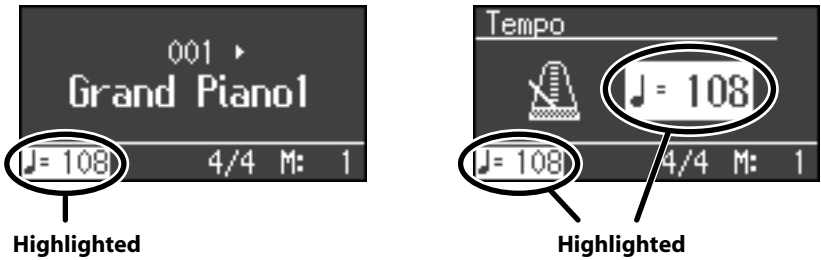 001 ▸
Grand Piano1
♩= 108 4/4 M: 1
Highlighted
Tempo
♩= 108
♩= 108 4/4 M: 1
Highlighted